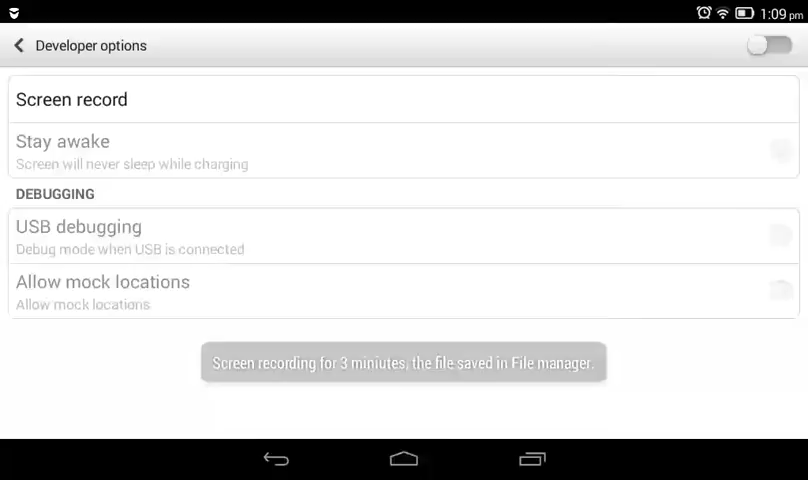 1:09 pm
Developer options
Screen record
Stay awake
Screen will never sleep while charging
DEBUGGING
USB debugging
Debug mode when USB is connected
Allow mock locations
Allow mock locations
Screen recording for 3 miniutes, the file saved in File manager.